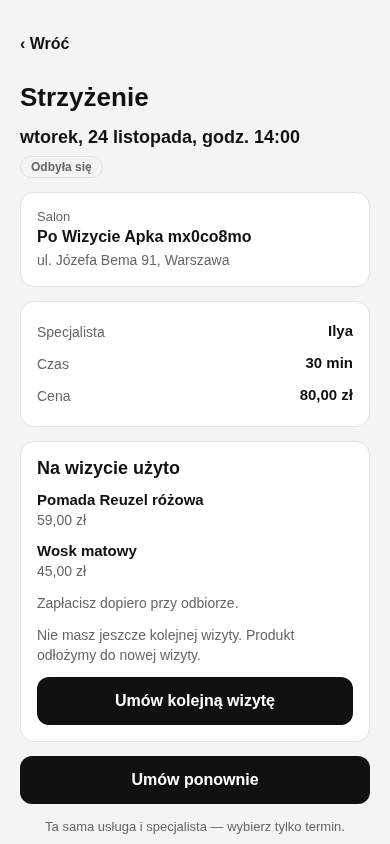 ‹ Wróć
Strzyżenie
wtorek, 24 listopada, godz. 14:00
Odbyła się
Salon
Po Wizycie Apka mx0co8mo
ul. Józefa Bema 91, Warszawa
Specjalista Ilya
Czas 30 min
Cena 80,00 zł
Na wizycie użyto
Pomada Reuzel różowa
59,00 zł
Wosk matowy
45,00 zł
Zapłacisz dopiero przy odbiorze.
Nie masz jeszcze kolejnej wizyty. Produkt
odłożymy do nowej wizyty.
Umów kolejną wizytę
Umów ponownie
Ta sama usługa i specjalista — wybierz tylko termin.